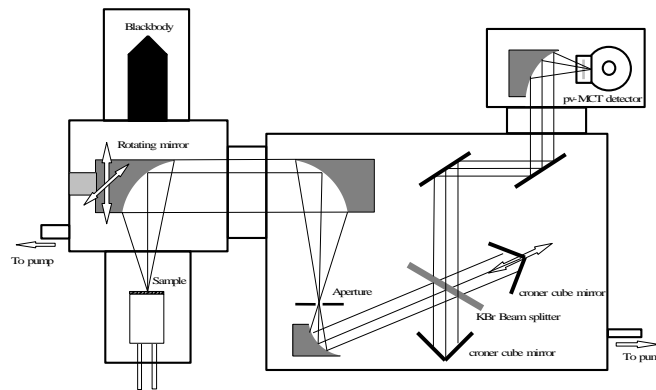 Blackbody
pv-MCT detector
Rotating mirror
To pump
Sample
Aperture
croner cube mirror
KBr Beam splitter
croner cube mirror
To pum